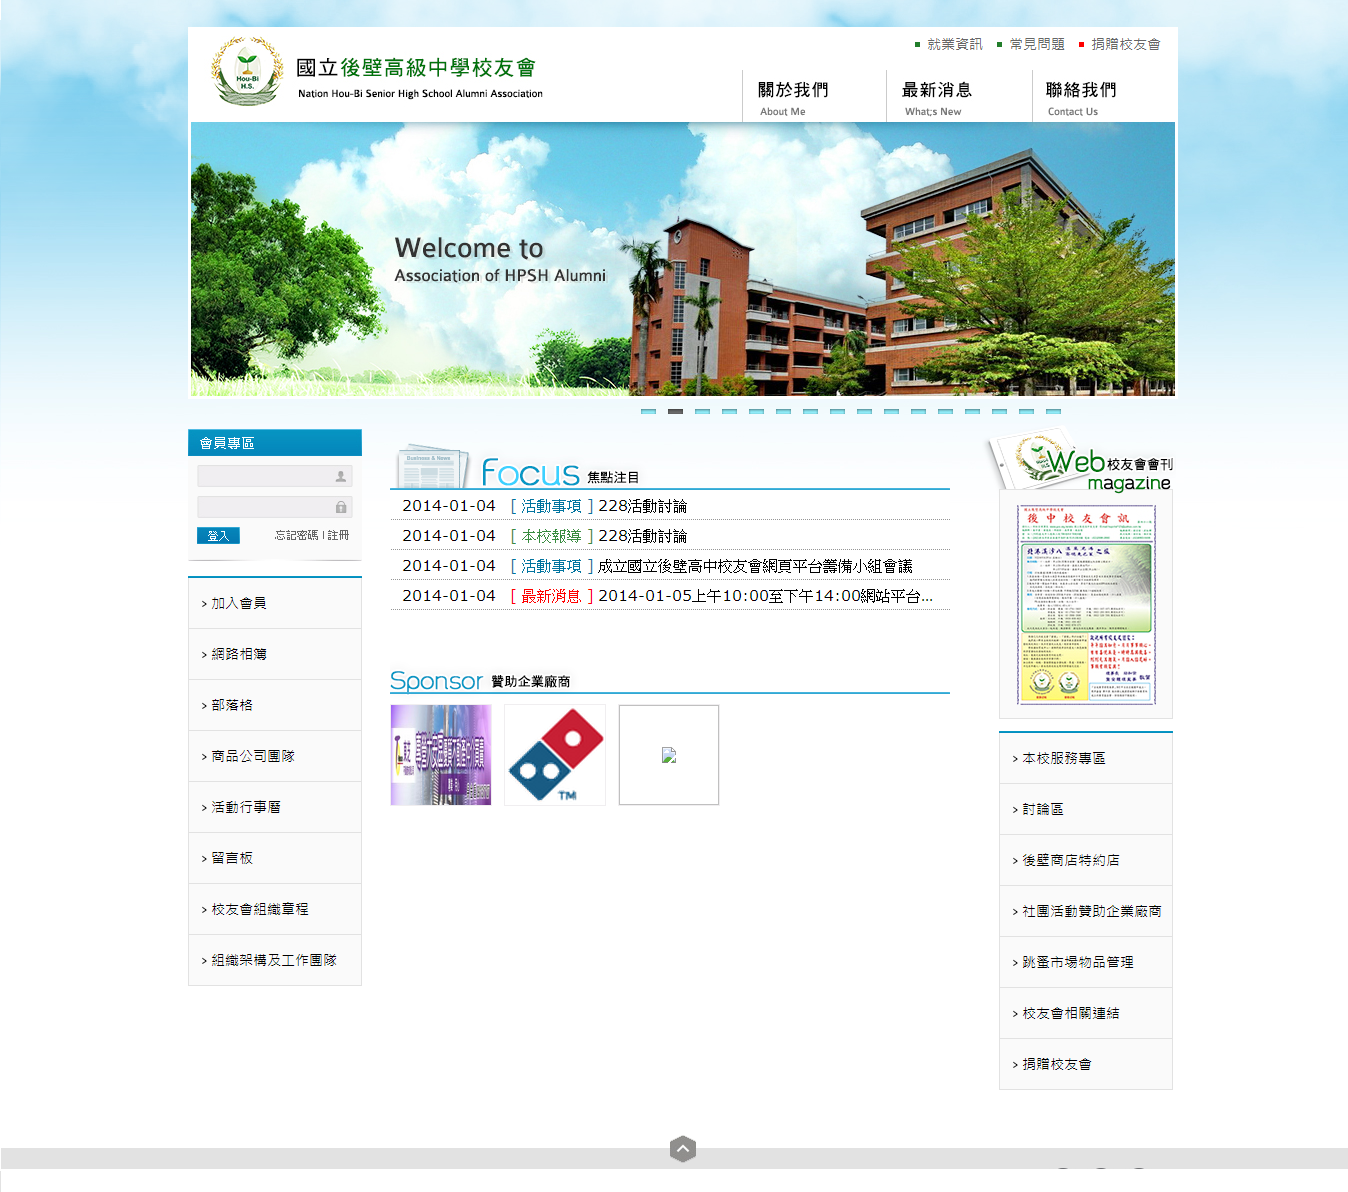 就業資訊 常見問題 捐贈校友會
Hou-Bi
H.S.
國立後壁高級中學校友會
Nation Hou-Bi Senior High School Alumni Association
關於我們 最新消息 聯絡我們
About Me What;s New Contact Us
Welcome to
Association of HPSH Alumni
會員專區
登入 忘記密碼 | 註冊
> 加入會員
> 網路相簿
> 部落格
> 商品公司團隊
> 活動行事曆
> 留言板
> 校友會組織章程
> 組織架構及工作團隊
Business & News
Focus 焦點注目
2014-01-04 [ 活動事項 ] 228活動討論
2014-01-04 [ 本校報導 ] 228活動討論
2014-01-04 [ 活動事項 ] 成立國立後壁高中校友會網頁平台籌備小組會議
2014-01-04 [ 最新消息 ] 2014-01-05上午10:00至下午14:00網站平台...
Sponsor 贊助企業廠商
TM
Web 校友會會刊
magazine
後中校友會訊
> 本校服務專區
> 討論區
> 後壁商店特約店
> 社團活動贊助企業廠商
> 跳蚤市場物品管理
> 校友會相關連結
> 捐贈校友會